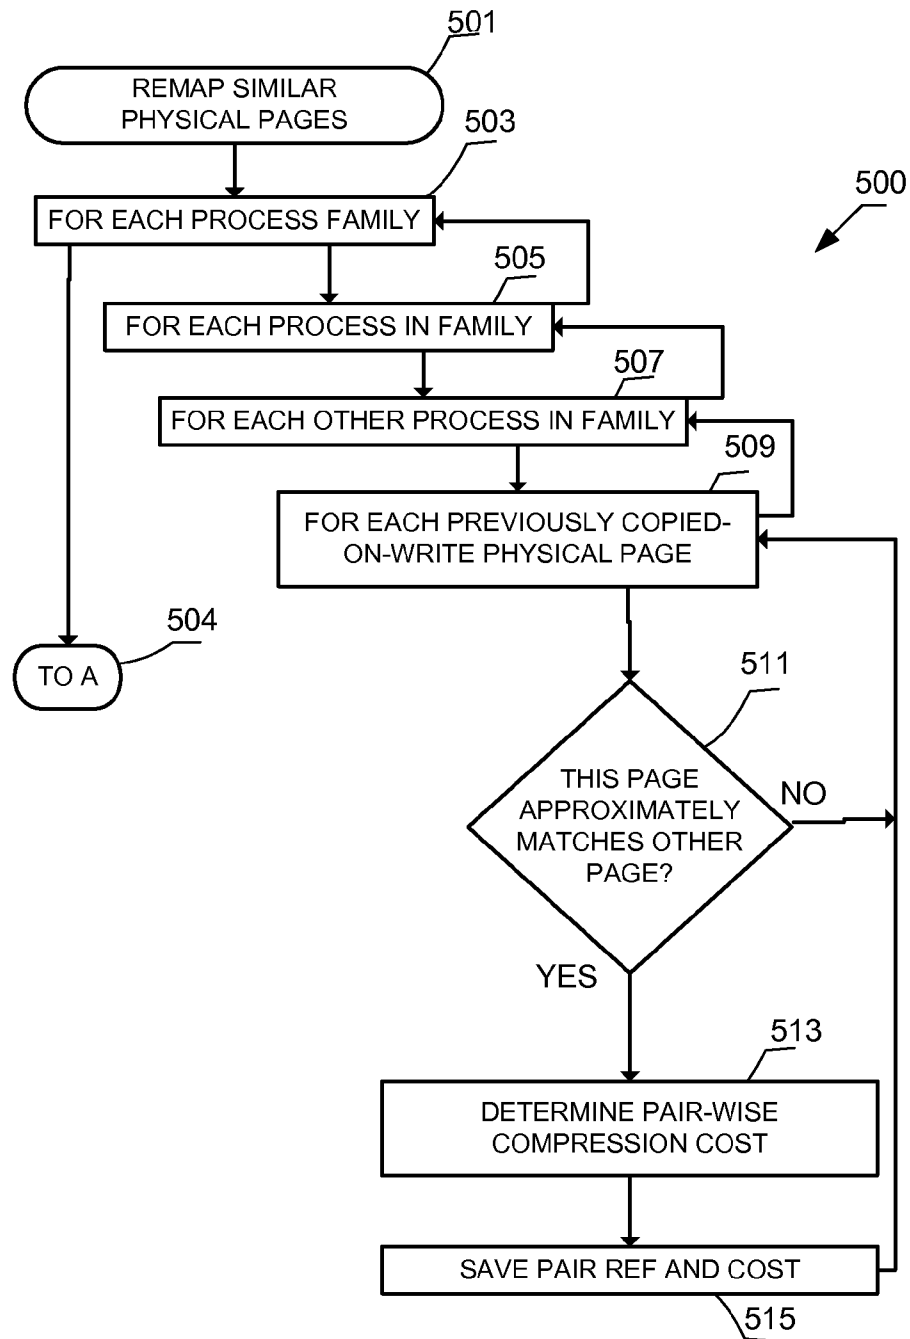 501
REMAP SIMILAR
PHYSICAL PAGES
503
500
FOR EACH PROCESS FAMILY
505
FOR EACH PROCESS IN FAMILY
507
FOR EACH OTHER PROCESS IN FAMILY
509
FOR EACH PREVIOUSLY COPIED-
ON-WRITE PHYSICAL PAGE
504
TO A
511
THIS PAGE
APPROXIMATELY
MATCHES OTHER
PAGE?
NO
YES
513
DETERMINE PAIR-WISE
COMPRESSION COST
SAVE PAIR REF AND COST
515